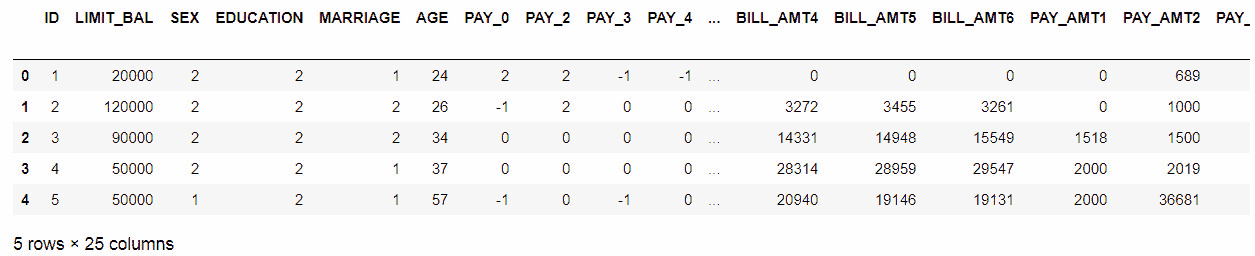 ID LIMIT_BAL SEX EDUCATION MARRIAGE AGE PAY_0 PAY_2 PAY_3 PAY_4 ... BILL_AMT4 BILL_AMT5 BILL_AMT6 PAY_AMT1 PAY_AMT2 PAY_
0 1 20000 2 2 1 24 2 2 -1 -1 ... 0 0 0 0 689
1 2 120000 2 2 2 26 -1 2 0 0 ... 3272 3455 3261 0 1000
2 3 90000 2 2 2 34 0 0 0 0 ... 14331 14948 15549 1518 1500
3 4 50000 2 2 1 37 0 0 0 0 ... 28314 28959 29547 2000 2019
4 5 50000 1 2 1 57 -1 0 -1 0 ... 20940 19146 19131 2000 36681
5 rows × 25 columns